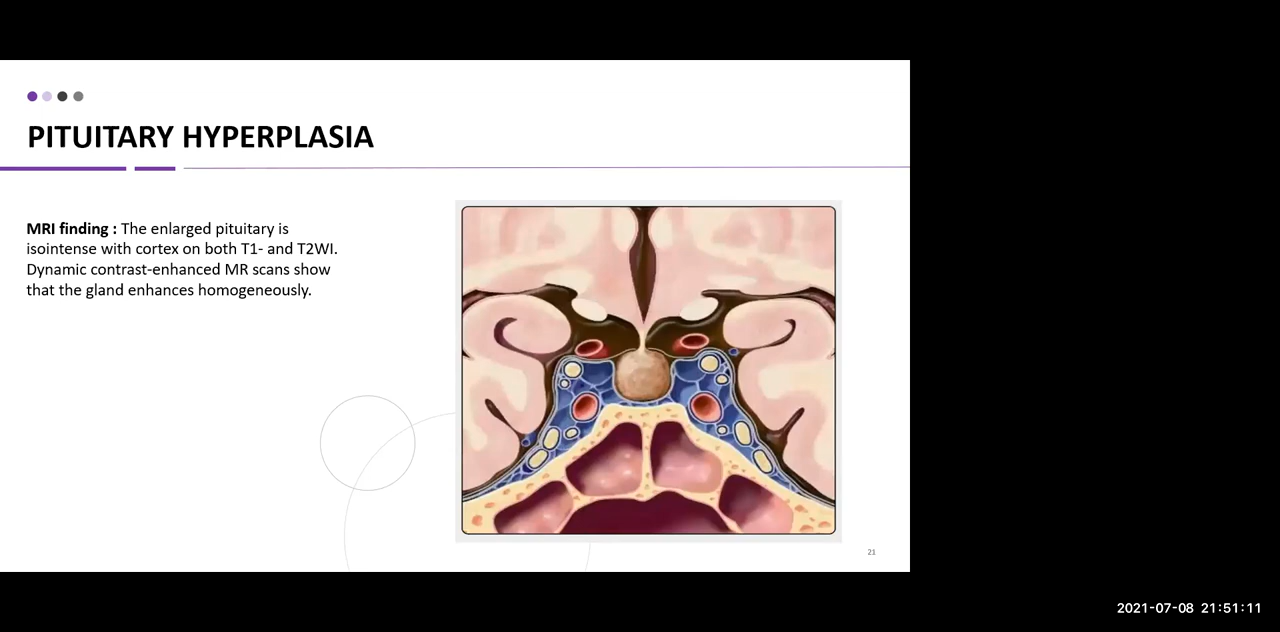 PITUITARY HYPERPLASIA
MRI finding : The enlarged pituitary is
isointense with cortex on both T1- and T2WI.
Dynamic contrast-enhanced MR scans show
that the gland enhances homogeneously.
21
2021-07-08 21:51:11